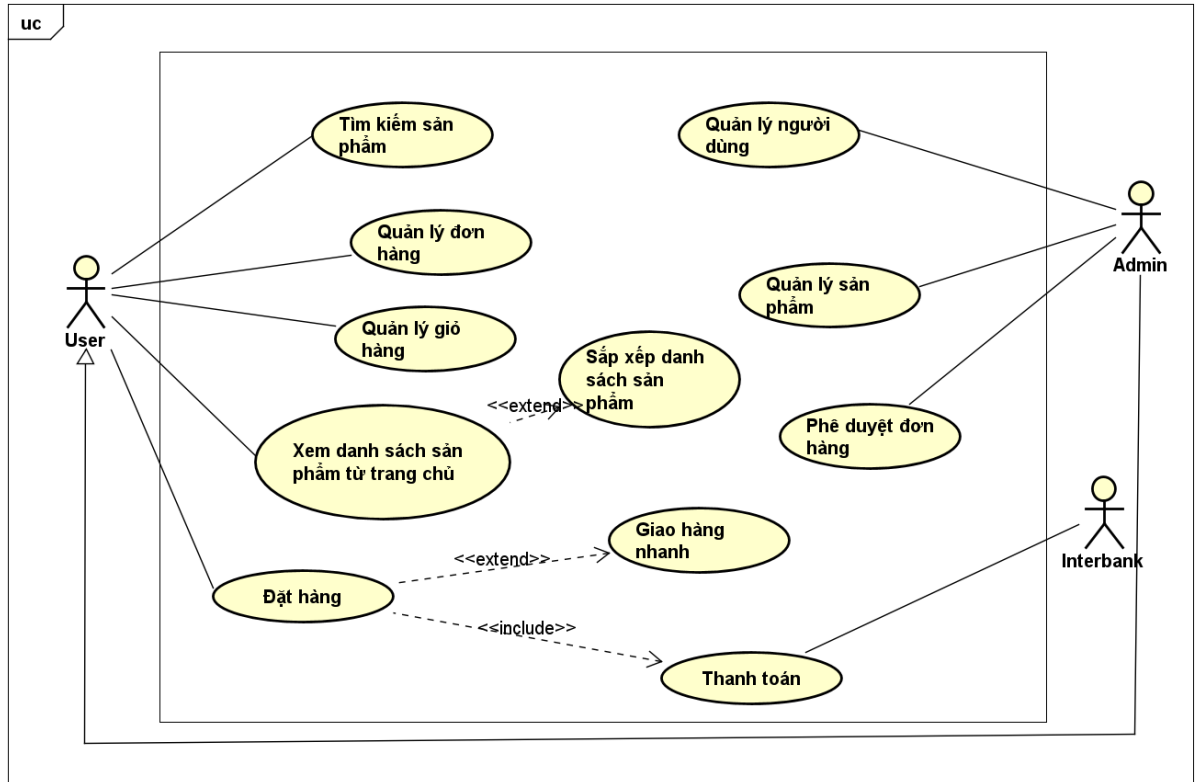 uc
Tìm kiếm sản
phẩm
Quản lý người
dùng
Quản lý đơn
hàng
Admin
Quản lý sản
phẩm
User
Quản lý giỏ
hàng
Sắp xếp danh
sách sản
phẩm
<<extend>>
Phê duyệt đơn
hàng
Xem danh sách sản
phẩm từ trang chủ
Giao hàng
nhanh
<<extend>>
Interbank
Đặt hàng
<<include>>
Thanh toán